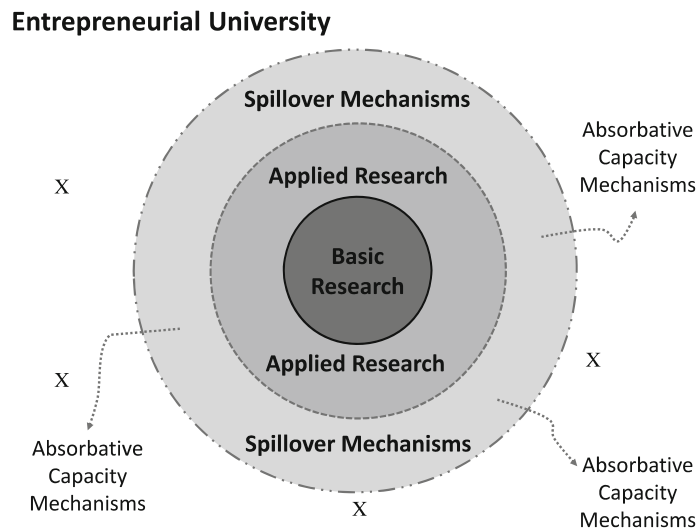 Entrepreneurial University
Spillover Mechanisms
Absorbative
Capacity
Mechanisms
Applied Research
X
Basic
Research
X
Applied Research
X
Spillover Mechanisms
Absorbative
Capacity
Mechanisms
Absorbative
Capacity
Mechanisms
X